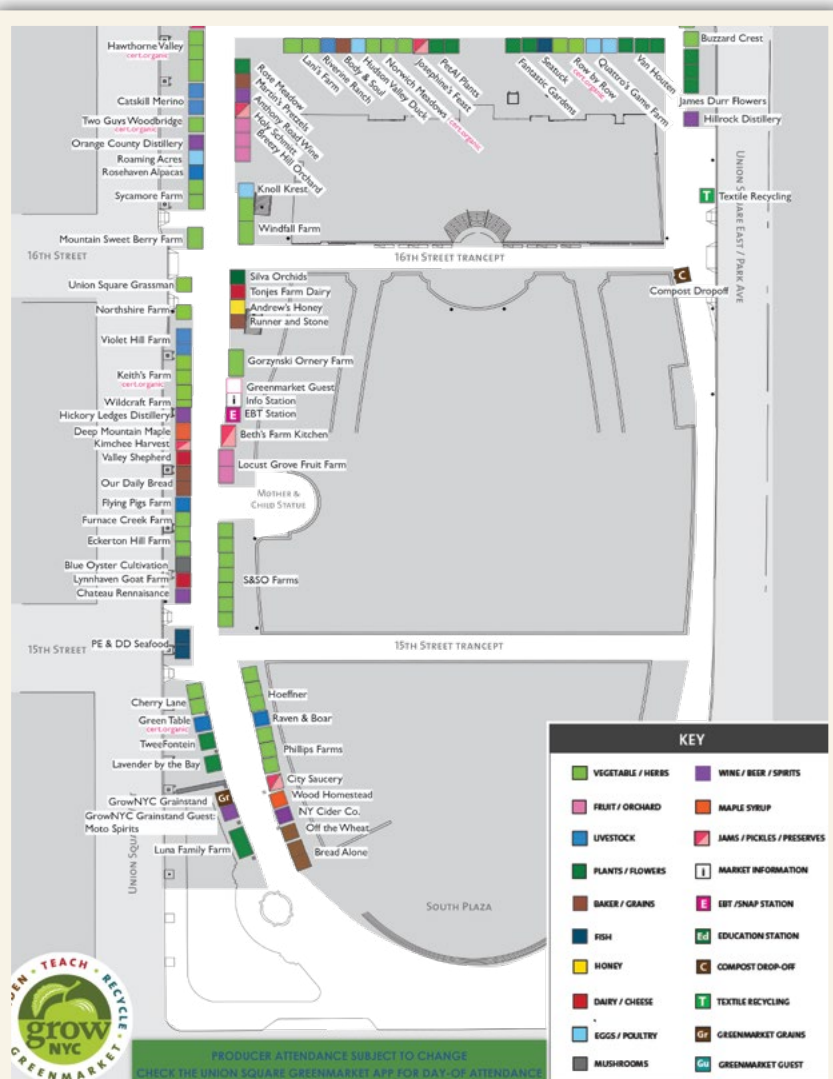 Hawthorne Valley
cert.organic
Catskill Merino
Two Guys Woodbridge
cert.organic
Orange County Distillery
Roaming Acres
Rosehaven Alpacas
Sycamore Farm
Mountain Sweet Berry Farm
16TH STREET
Union Square Grassman
Northshire Farm
Violet Hill Farm
Keith's Farm
cert.organic
Wildcraft Farm
Hickory Ledges Distillery
Deep Mountain Maple
Kimchee Harvest
Valley Shepherd
Our Daily Bread
Flying Pigs Farm
Furnace Creek Farm
Eckerton Hill Farm
Blue Oyster Cultivation
Lynnhaven Goat Farm
Chateau Rennaisance
15TH STREET
PE & DD Seafood
Cherry Lane
Green Table
cert.organic
TweeFontein
Lavender by the Bay
GrowNYC Grainstand
Gr
GrowNYC Grainstand Guest:
Moto Spirits
Luna Family Farm
Rose Meadow
Martin's Pretzels
Anthony Road Wine
Holy Schmitt
Breezy Hill Orchard
Knoll Krest
Windfall Farm
Lani's Farm
Riverine Ranch
Body & Soul
Hudson Valley Duck
Norwich Meadows
cert.organic
Josephine's Feast
PetAl Plants
Fantastic Gardens
Seatuck
Row by Row
cert.organic
Quattro's Game Farm
Van Houten
Buzzard Crest
James Durr Flowers
Hillrock Distillery
T
Textile Recycling
UNION SQUARE EAST / PARK AVE
16TH STREET TRANCEPT
C
Compost Dropoff
Silva Orchids
Tonjes Farm Dairy
Andrew's Honey
Runner and Stone
Gorzynski Ornery Farm
Greenmarket Guest
i
Info Station
E
EBT Station
Beth's Farm Kitchen
Locust Grove Fruit Farm
MOTHER &
CHILD STATUE
S&SO Farms
15TH STREET TRANCEPT
Hoeffner
Raven & Boar
Phillips Farms
City Saucery
Wood Homestead
NY Cider Co.
Off the Wheat
Bread Alone
SOUTH PLAZA
KEY
VEGETABLE / HERBS
FRUIT / ORCHARD
LIVESTOCK
PLANTS / FLOWERS
BAKER / GRAINS
FISH
HONEY
DAIRY / CHEESE
EGGS / POULTRY
MUSHROOMS
WINE / BEER / SPIRITS
MAPLE SYRUP
JAMS / PICKLES / PRESERVES
i
MARKET INFORMATION
E
EBT /SNAP STATION
Ed
EDUCATION STATION
C
COMPOST DROP-OFF
T
TEXTILE RECYCLING
Gr
GREENMARKET GRAINS
Gu
GREENMARKET GUEST
TEACH • RECYCLE •
grow
NYC
GREENMARKET
PRODUCER ATTENDANCE SUBJECT TO CHANGE
CHECK THE UNION SQUARE GREENMARKET APP FOR DAY-OF ATTENDANCE